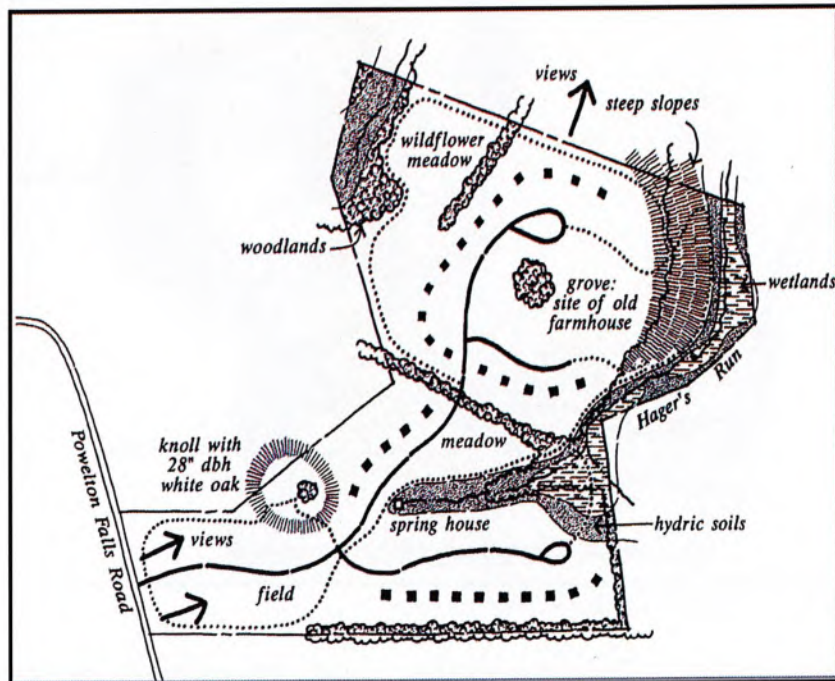 views
steep slopes
wildflower
meadow
woodlands
grove:
site of old
farmhouse
wetlands
Hager's Run
knoll with
28" dbh
white oak
meadow
Powelton Falls Road
views
spring house
hydric soils
field